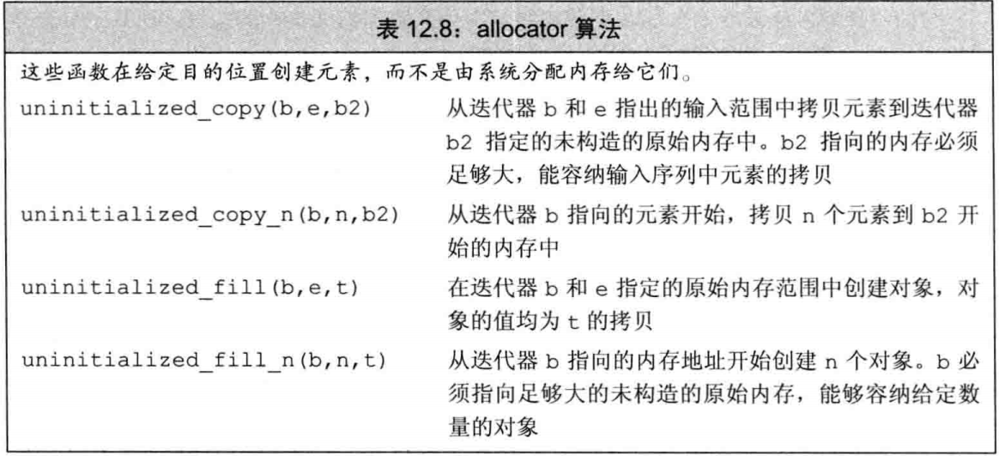 表 12.8：allocator 算法
这些函数在给定目的位置创建元素，而不是由系统分配内存给它们。
uninitialized_copy(b,e,b2) 从迭代器 b 和 e 指出的输入范围中拷贝元素到迭代器
b2 指定的未构造的原始内存中。b2 指向的内存必须
足够大，能容纳输入序列中元素的拷贝
uninitialized_copy_n(b,n,b2) 从迭代器 b 指向的元素开始，拷贝 n 个元素到 b2 开
始的内存中
uninitialized_fill(b,e,t) 在迭代器 b 和 e 指定的原始内存范围中创建对象，对
象的值均为 t 的拷贝
uninitialized_fill_n(b,n,t) 从迭代器 b 指向的内存地址开始创建 n 个对象。b 必
须指向足够大的未构造的原始内存，能够容纳给定数
量的对象